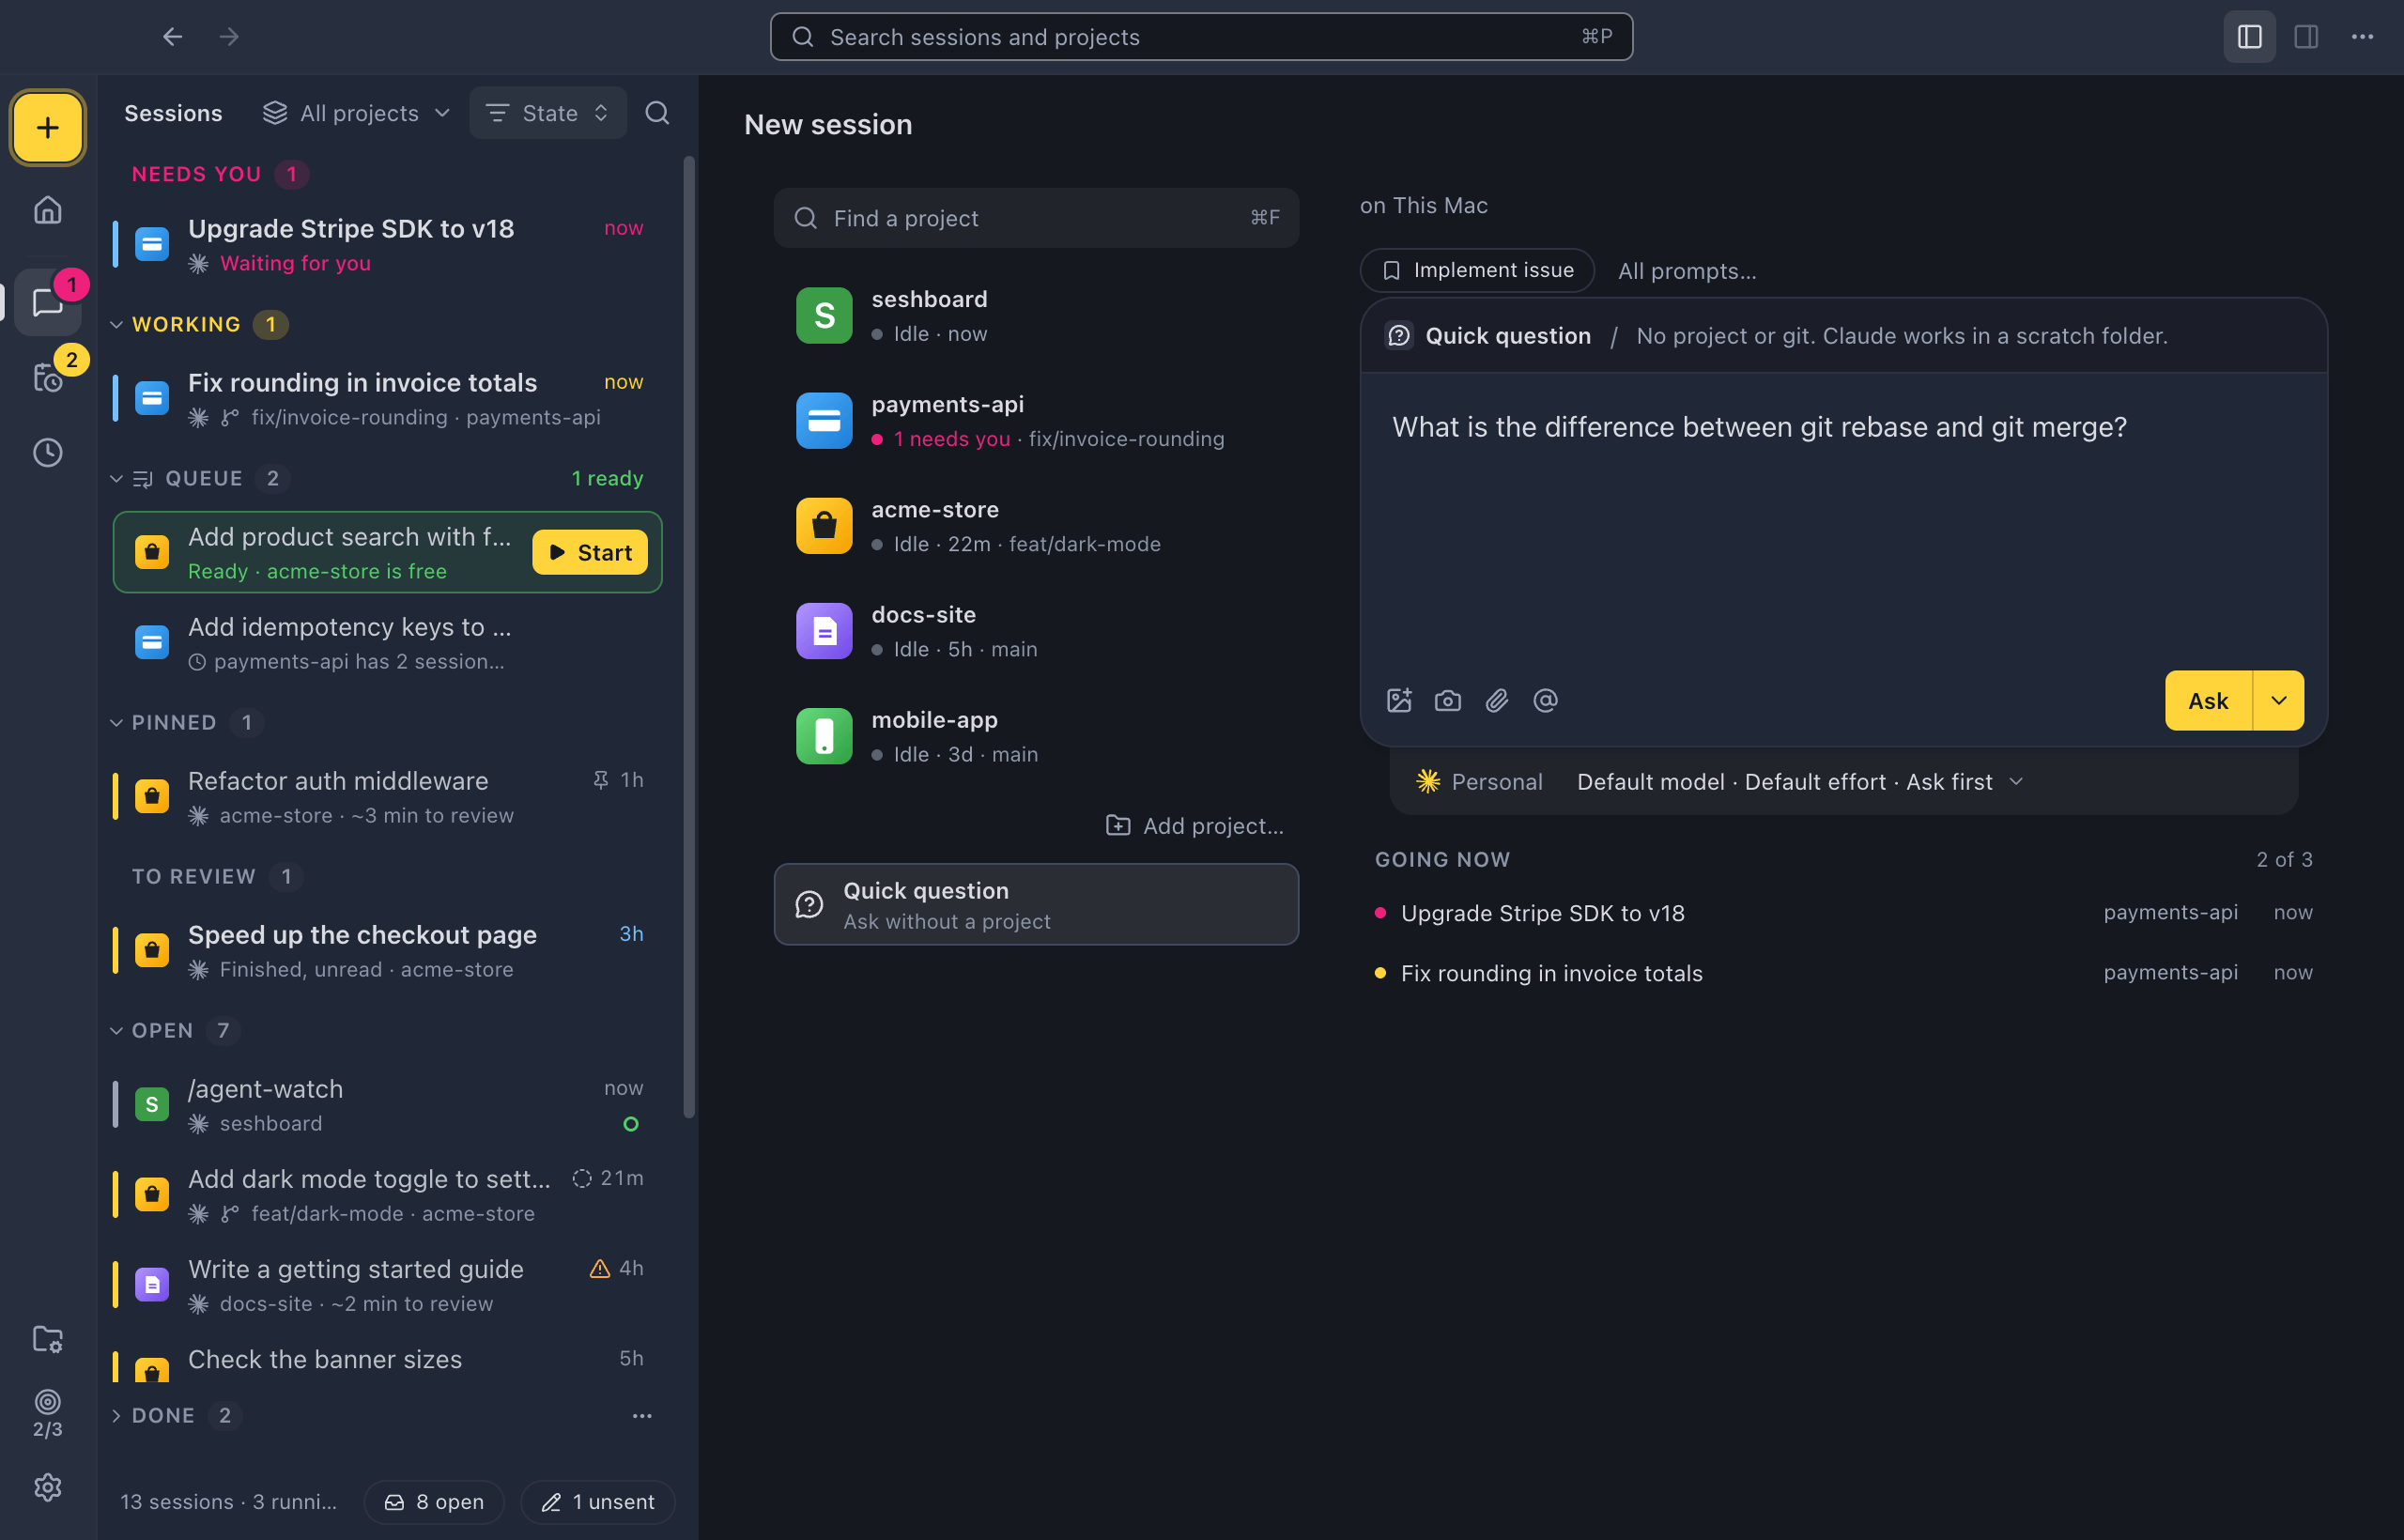 Search sessions and projects ⌘P
Sessions All projects State
NEEDS YOU 1
Upgrade Stripe SDK to v18 now
Waiting for you
WORKING 1
Fix rounding in invoice totals now
fix/invoice-rounding · payments-api
QUEUE 2 1 ready
Add product search with f...
Ready · acme-store is free
Start
Add idempotency keys to ...
payments-api has 2 session...
PINNED 1
Refactor auth middleware 1h
acme-store · ~3 min to review
TO REVIEW 1
Speed up the checkout page 3h
Finished, unread · acme-store
OPEN 7
S
/agent-watch now
seshboard
Add dark mode toggle to sett... 21m
feat/dark-mode · acme-store
Write a getting started guide 4h
docs-site · ~2 min to review
Check the banner sizes 5h
DONE 2
13 sessions · 3 runni... 8 open 1 unsent
1
2
2/3
New session
Find a project ⌘F
S
seshboard
Idle · now
payments-api
1 needs you · fix/invoice-rounding
acme-store
Idle · 22m · feat/dark-mode
docs-site
Idle · 5h · main
mobile-app
Idle · 3d · main
Add project...
Quick question
Ask without a project
on This Mac
Implement issue All prompts...
Quick question / No project or git. Claude works in a scratch folder.
What is the difference between git rebase and git merge?
Ask
Personal Default model · Default effort · Ask first
GOING NOW 2 of 3
Upgrade Stripe SDK to v18 payments-api now
Fix rounding in invoice totals payments-api now